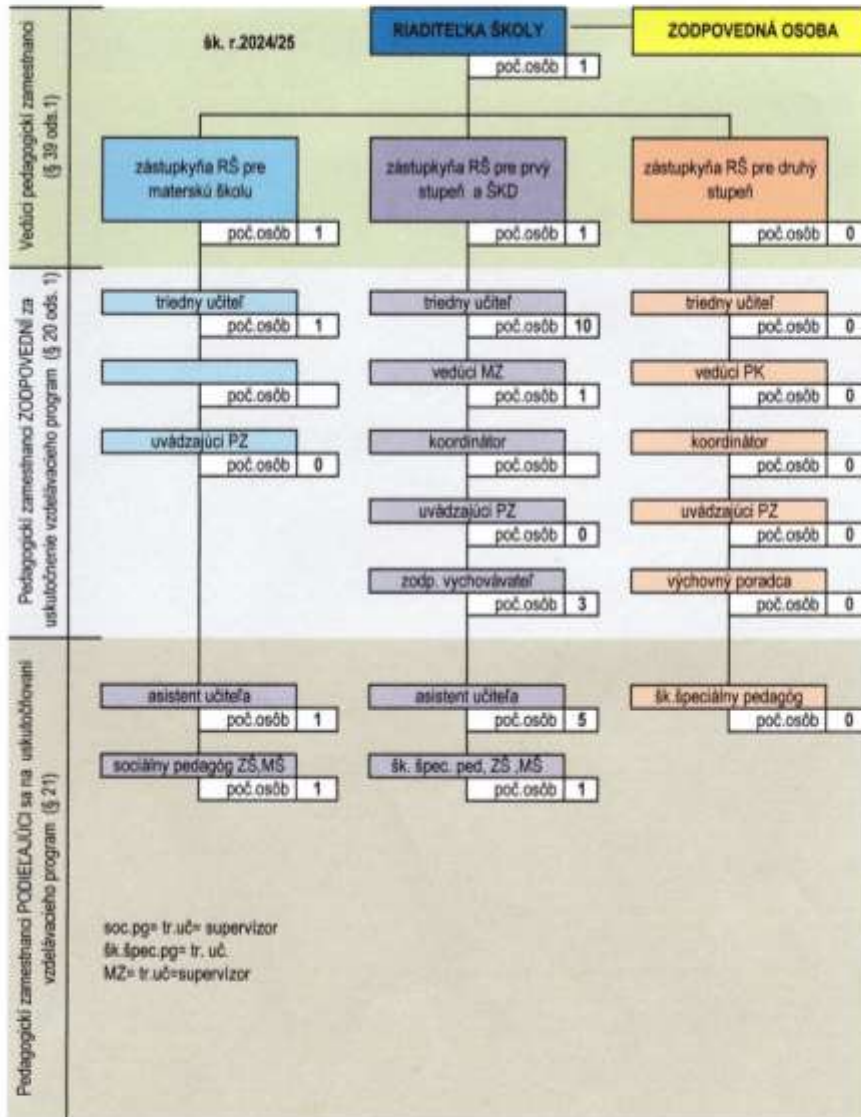 šk. r.2024/25
RIADITEĽKA ŠKOLY
ZODPOVEDNÁ OSOBA
poč.osôb 1
Vedúci pedagogickí zamestnanci
(§ 39 ods.1)
zástupkyňa RŠ pre
materskú školu
poč.osôb 1
zástupkyňa RŠ pre prvý
stupeň a ŠKD
poč.osôb 1
zástupkyňa RŠ pre druhý
stupeň
poč.osôb 0
Pedagogickí zamestnanci ZODPOVEDNÍ za
uskutočnenie vzdelávacieho program (§ 20 ods. 1)
triedny učiteľ
poč.osôb 1
poč.osôb
uvádzajúci PZ
poč.osôb 0
triedny učiteľ
poč.osôb 10
vedúci MZ
poč.osôb 1
koordinátor
poč.osôb
uvádzajúci PZ
poč.osôb 0
zodp. vychovávateľ
poč.osôb 3
triedny učiteľ
poč.osôb 0
vedúci PK
poč.osôb 0
koordinátor
poč.osôb 0
uvádzajúci PZ
poč.osôb 0
výchovný poradca
poč.osôb 0
Pedagogickí zamestnanci PODIEĽAJÚCI sa na uskutočňovaní
vzdelávacieho program (§ 21)
asistent učiteľa
poč.osôb 1
sociálny pedagóg ZŠ,MŠ
poč.osôb 1
asistent učiteľa
poč.osôb 5
šk. špec. ped, ZŠ ,MŠ
poč.osôb 1
šk.špeciálny pedagóg
poč.osôb 0
soc.pg= tr.uč= supervízor
šk.špec.pg= tr. uč.
MZ= tr.uč=supervízor